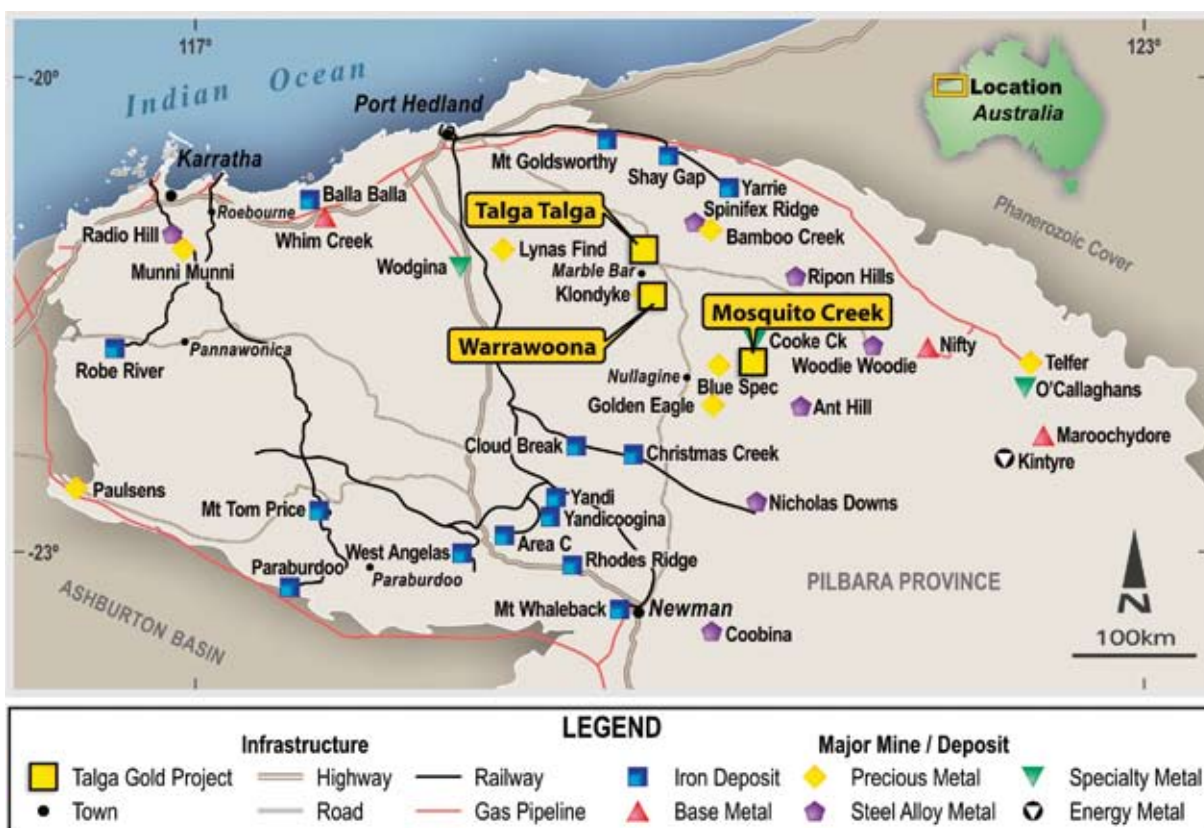 117°
123°
-20°
Indian Ocean
Port Hedland
Location
Australia
Karratha
Mt Goldsworthy
Shay Gap
Yarrie
Balla Balla
Roebourne
Talga Talga
Spinifex Ridge
Phanerozoic Cover
Radio Hill
Whim Creek
Lynas Find
Bamboo Creek
Munni Munni
Wodgina
Marble Bar
Ripon Hills
Klondyke
Mosquito Creek
Warrawoona
Cooke Ck
Nifty
Pannawonica
Woodie Woodie
Telfer
Robe River
Nullagine
Blue Spec
O'Callaghans
Golden Eagle
Ant Hill
Maroochydore
Cloud Break
Christmas Creek
Kintyre
Paulsens
Yandi
Nicholas Downs
Mt Tom Price
Yandicoogina
Area C
-23°
West Angelas
Rhodes Ridge
Paraburdoo
Paraburdoo
PILBARA PROVINCE
N
ASHBURTON BASIN
Mt Whaleback
Newman
Coobina
100km
LEGEND
Infrastructure
Major Mine / Deposit
Talga Gold Project
Highway
Railway
Iron Deposit
Precious Metal
Specialty Metal
Town
Road
Gas Pipeline
Base Metal
Steel Alloy Metal
Energy Metal